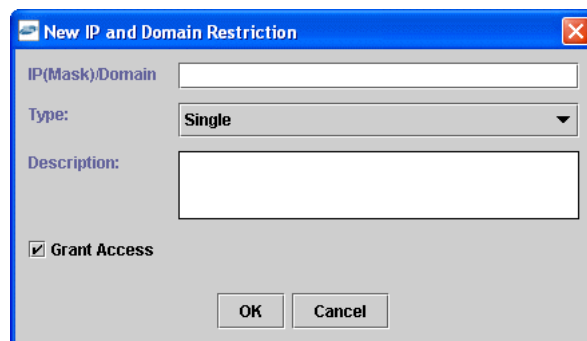 New IP and Domain Restriction
IP(Mask)/Domain
Type:
Single
Description:
Grant Access
OK
Cancel